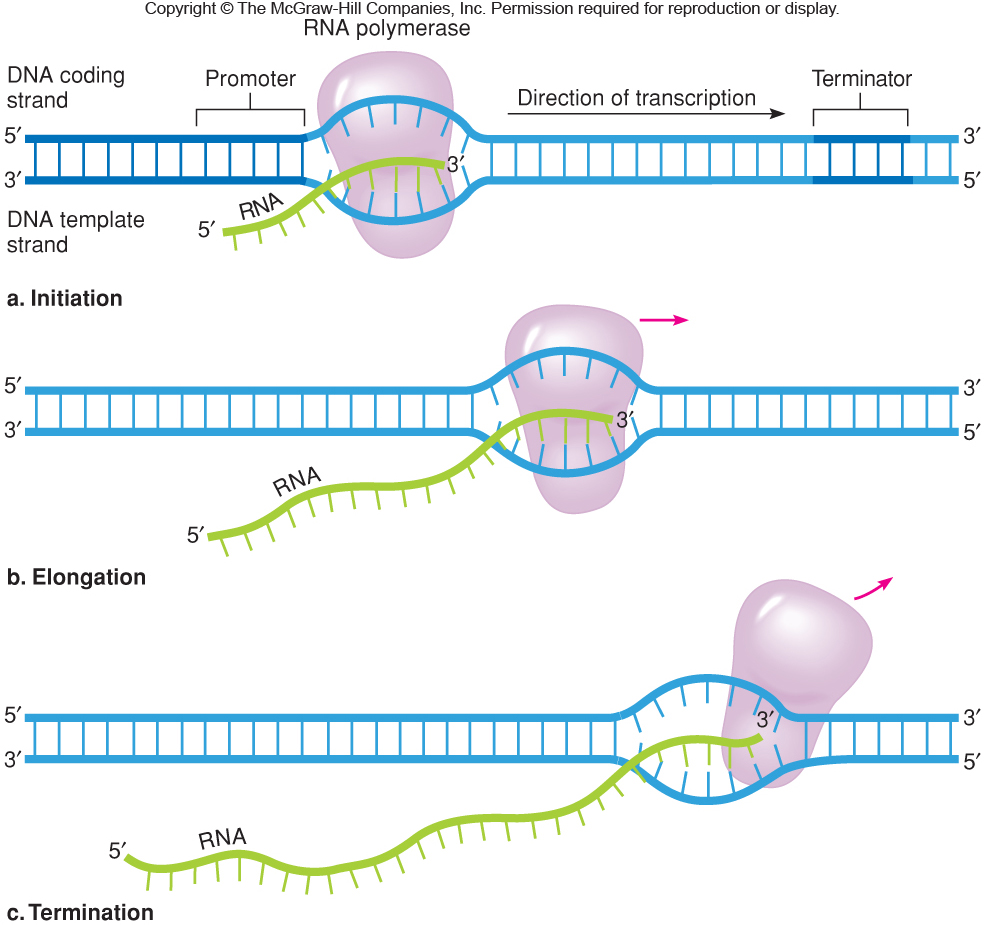 Copyright © The McGraw-Hill Companies, Inc. Permission required for reproduction or display.
RNA polymerase
DNA coding
strand
Promoter
Direction of transcription
Terminator
5′
3′
3′
3′
5′
RNA
5′
DNA template
strand
a. Initiation
5′
3′
3′
3′
5′
RNA
5′
b. Elongation
5′
3′
3′
3′
5′
5′
RNA
c. Termination